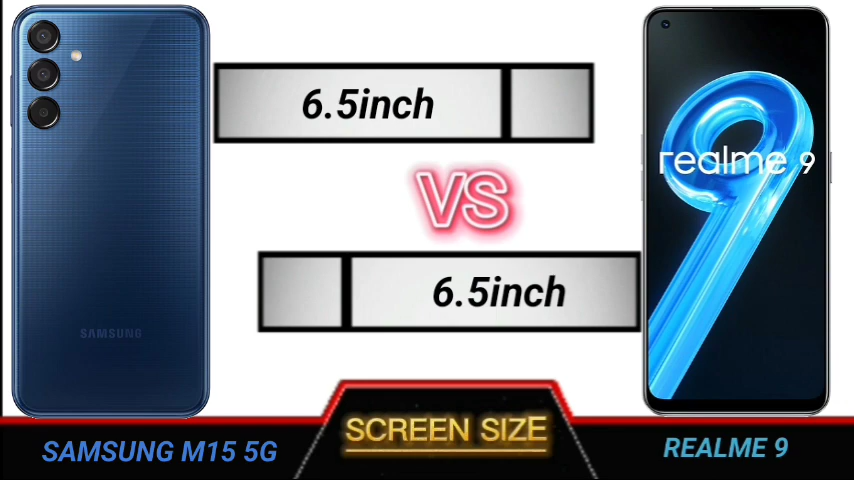 6.5inch
VS
realme 9
6.5inch
SAMSUNG
SCREEN SIZE
SAMSUNG M15 5G
REALME 9